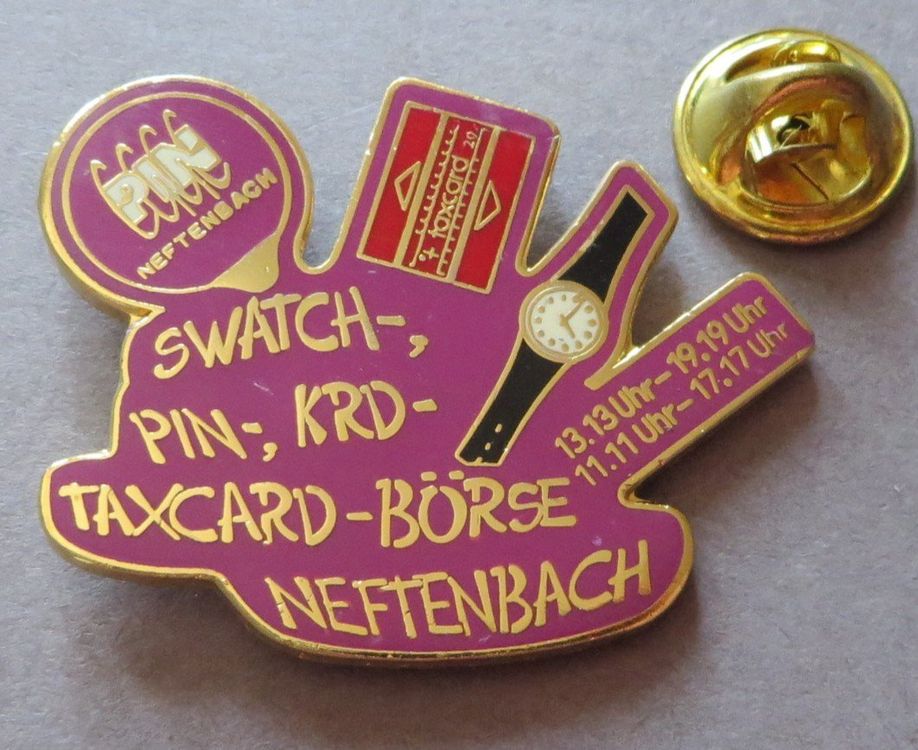 PIN
NEFTENBACH
taxcard 20.
SWATCH-,
PIN-, KRD-
TAXCARD-BÖRSE
NEFTENBACH
13.13 Uhr - 19.19 Uhr
11.11 Uhr - 17.17 Uhr